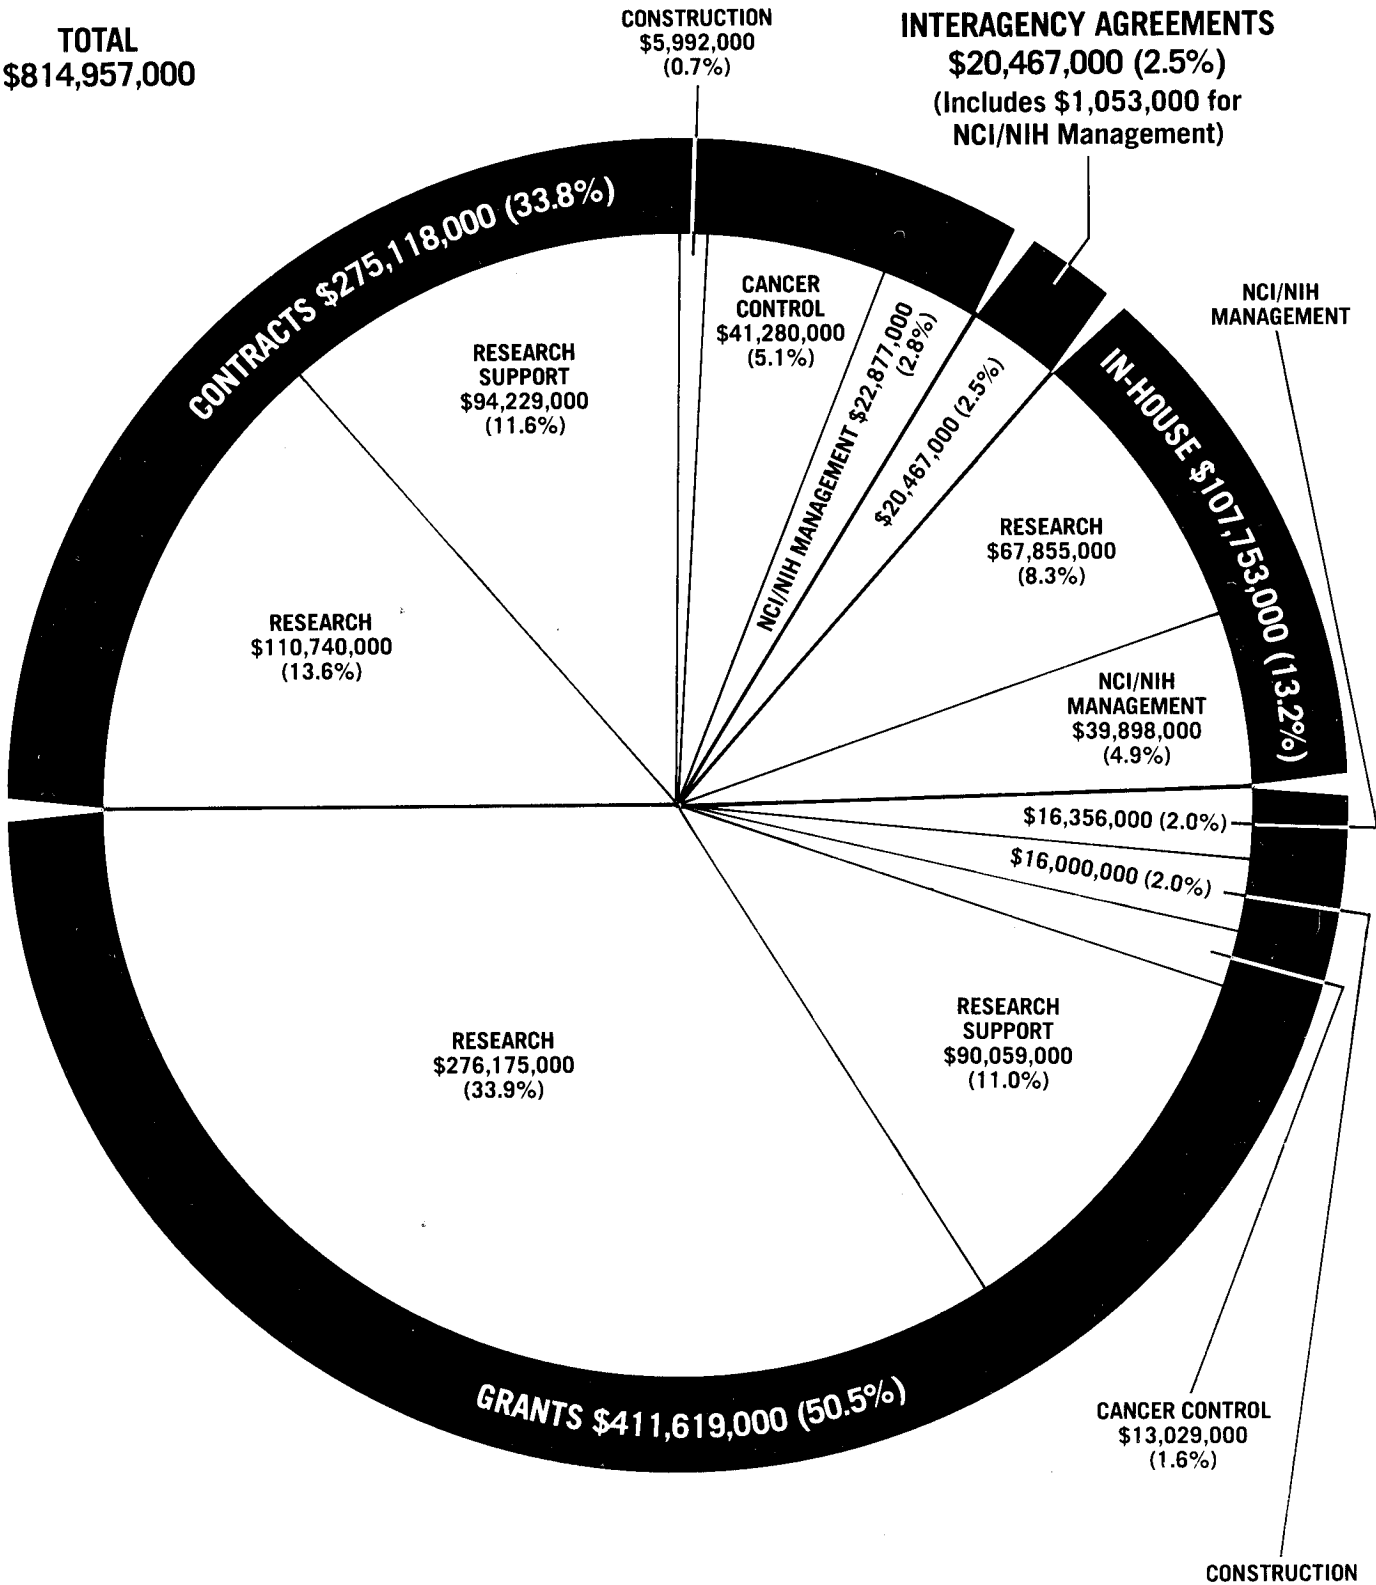 TOTAL
$814,957,000
CONSTRUCTION
$5,992,000
(0.7%)
INTERAGENCY AGREEMENTS
$20,467,000 (2.5%)
(Includes $1,053,000 for
NCI/NIH Management)
CONTRACTS $275,118,000 (33.8%)
RESEARCH
SUPPORT
$94,229,000
(11.6%)
CANCER
CONTROL
$41,280,000
(5.1%)
NCI/NIH MANAGEMENT $22,877,000
(2.8%)
$20,467,000 (2.5%)
NCI/NIH
MANAGEMENT
IN-HOUSE $107,753,000 (13.2%)
RESEARCH
$67,855,000
(8.3%)
RESEARCH
$110,740,000
(13.6%)
NCI/NIH
MANAGEMENT
$39,898,000
(4.9%)
$16,356,000 (2.0%)
$16,000,000 (2.0%)
RESEARCH
SUPPORT
$90,059,000
(11.0%)
RESEARCH
$276,175,000
(33.9%)
GRANTS $411,619,000 (50.5%)
CANCER CONTROL
$13,029,000
(1.6%)
CONSTRUCTION